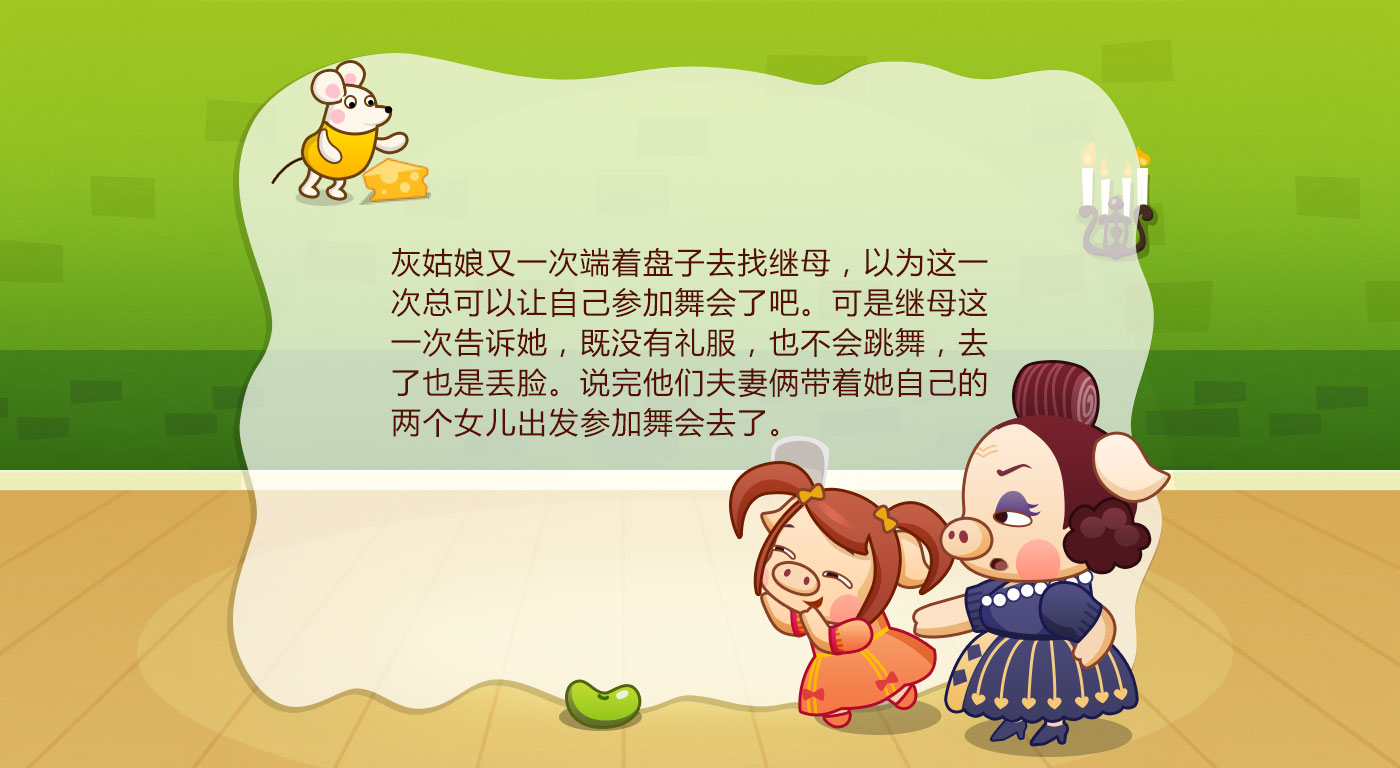 灰姑娘又一次端着盘子去找继母，以为这一
次总可以让自己参加舞会了吧。可是继母这
一次告诉她，既没有礼服，也不会跳舞，去
了也是丢脸。说完他们夫妻俩带着她自己的
两个女儿出发参加舞会去了。